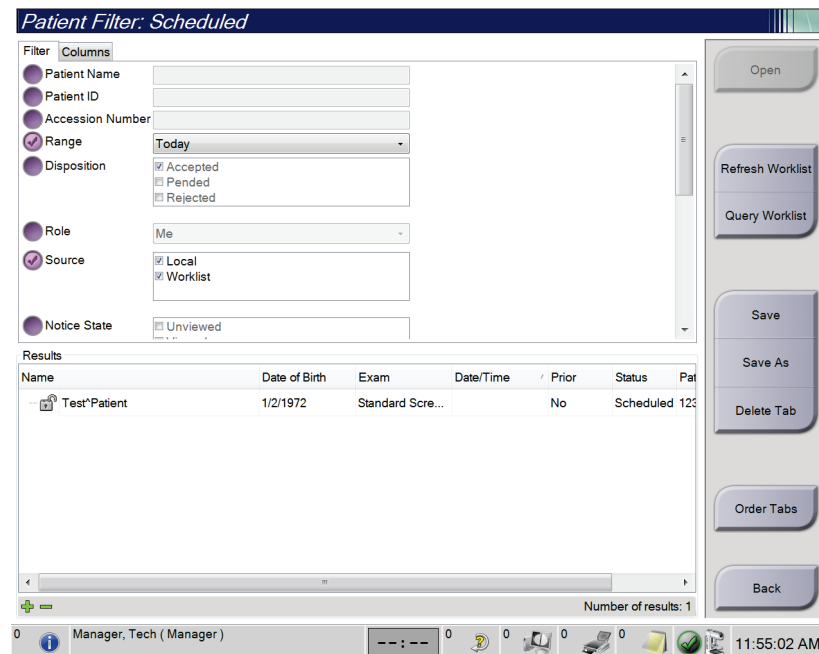 Patient Filter: Scheduled
Filter Columns
Open
Patient Name
Patient ID
Accession Number
Range Today
Disposition Accepted
Pended
Rejected
Refresh Worklist
Query Worklist
Role Me
Source Local
Worklist
Notice State Unviewed
Save
Save As
Delete Tab
Results
Name Date of Birth Exam Date/Time Prior Status Pat
Test^Patient 1/2/1972 Standard Scre... No Scheduled 123
Order Tabs
Back
Number of results: 1
0 Manager, Tech ( Manager ) --:-- 0 0 0 0 11:55:02 AM